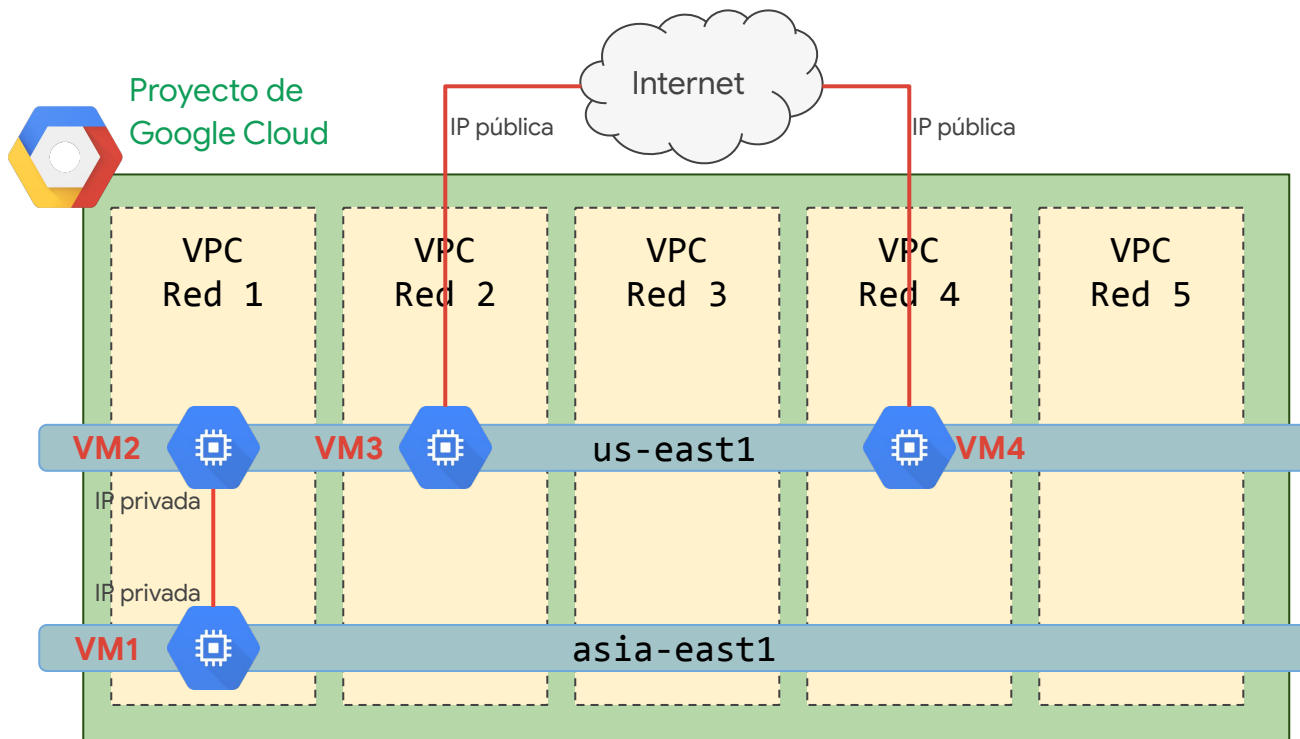 Internet
Proyecto de
Google Cloud
IP pública
IP pública
VPC
Red 1
VPC
Red 2
VPC
Red 3
VPC
Red 4
VPC
Red 5
VM2
VM3
us-east1
VM4
IP privada
IP privada
VM1
asia-east1